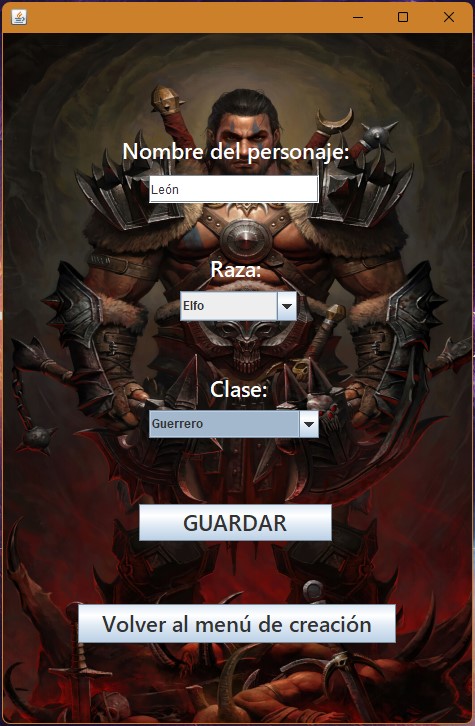 Nombre del personaje:
León
Raza:
Elfo
Clase:
Guerrero
GUARDAR
Volver al menú de creación